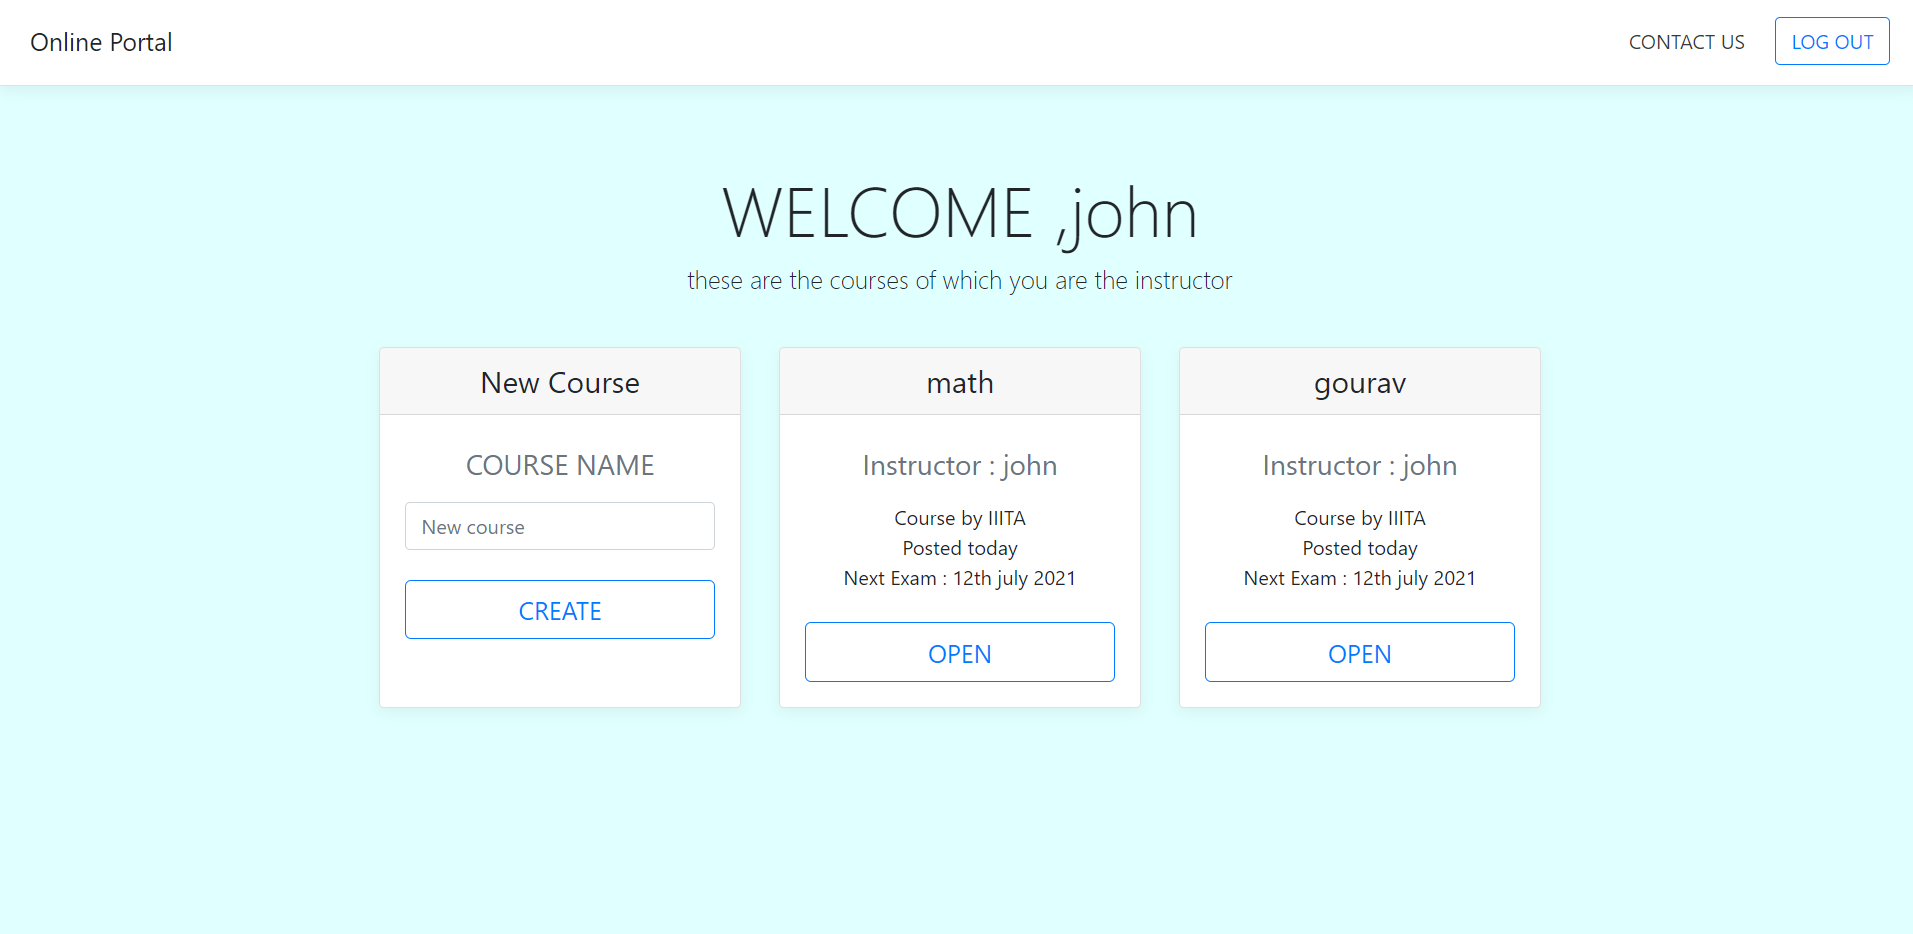 Online Portal
CONTACT US
LOG OUT
WELCOME ,john
these are the courses of which you are the instructor
New Course
COURSE NAME
New course
CREATE
math
Instructor : john
Course by IIITA
Posted today
Next Exam : 12th july 2021
OPEN
gourav
Instructor : john
Course by IIITA
Posted today
Next Exam : 12th july 2021
OPEN